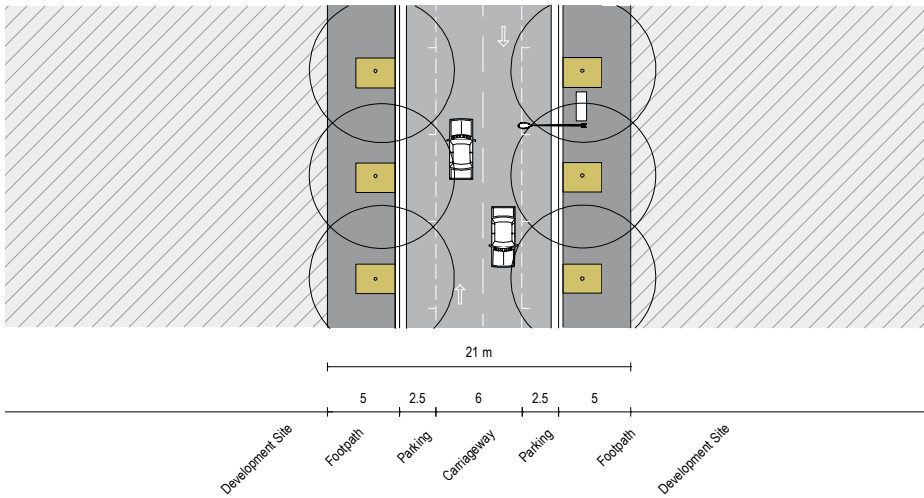 21 m
5 2.5 6 2.5 5
Development Site
Footpath
Parking
Carriageway
Parking
Footpath
Development Site